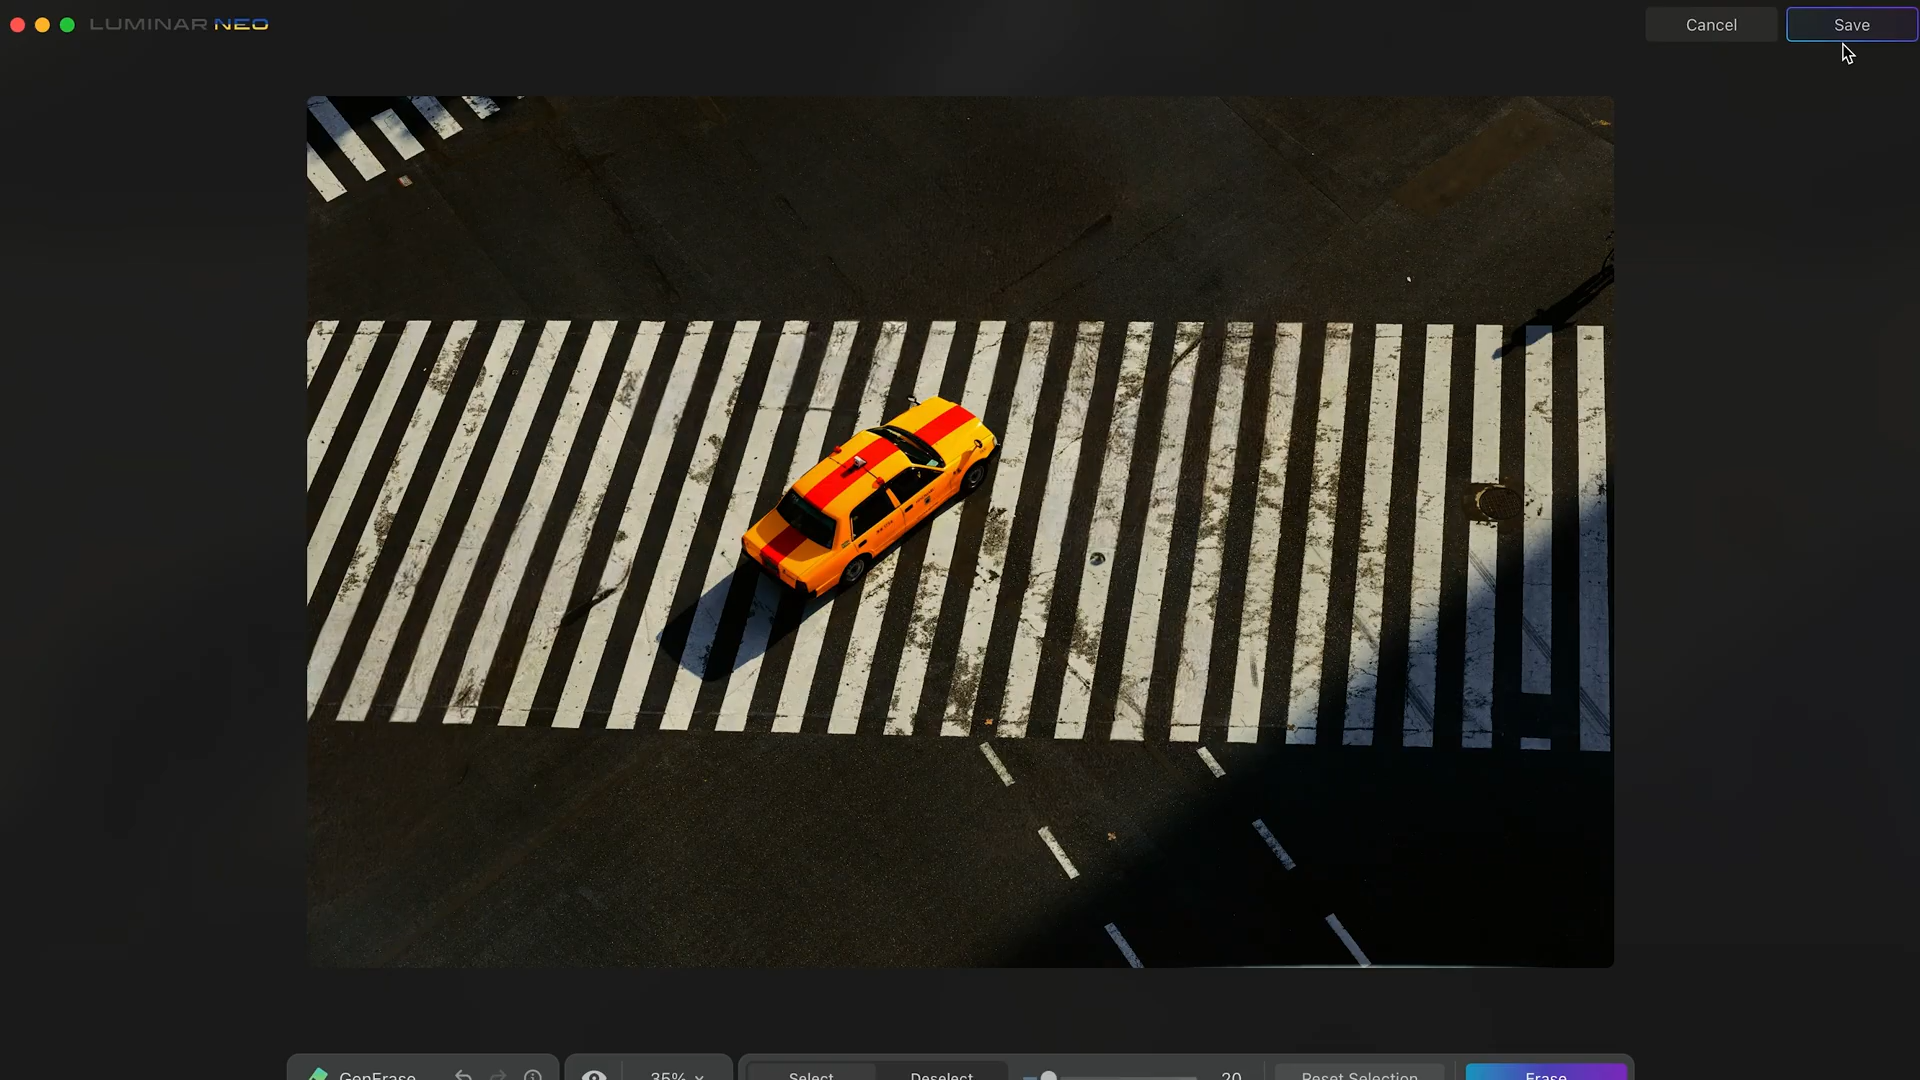 LUMINAR NEO
Cancel
Save
GenErase
35%
Select
Deselect
20
Reset Selection
Erase